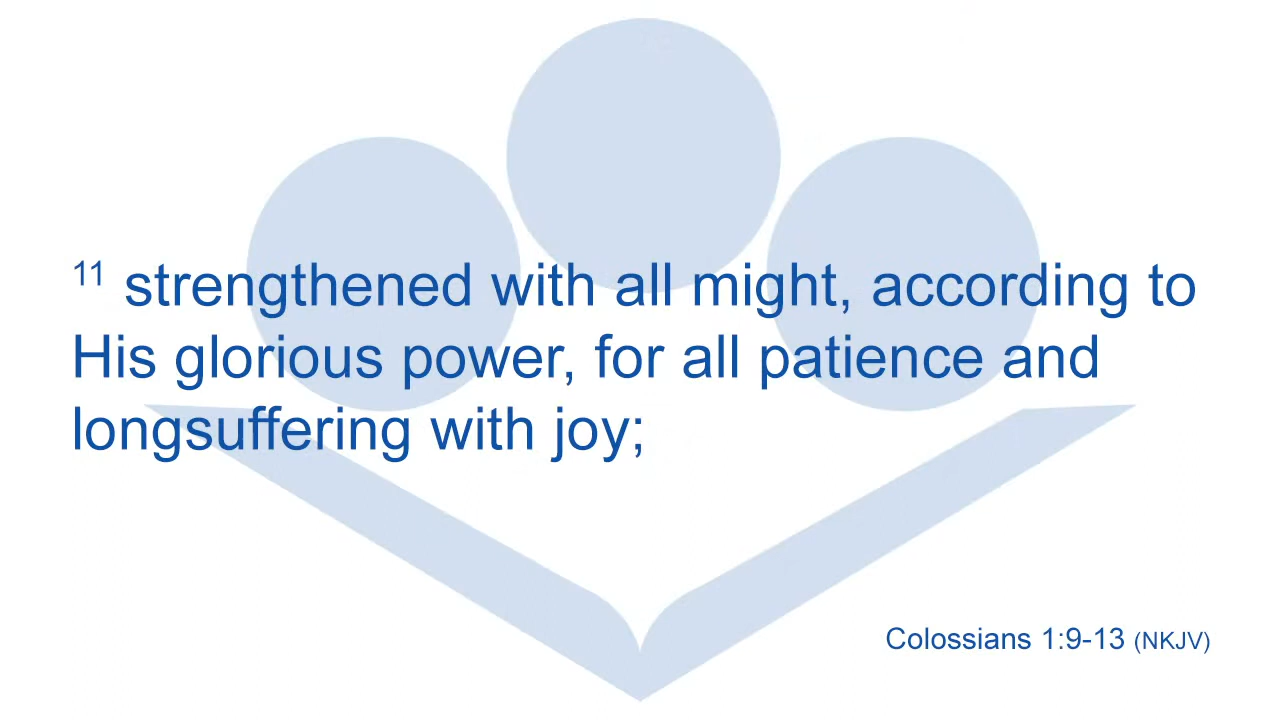 11 strengthened with all might, according to
His glorious power, for all patience and
longsuffering with joy;
Colossians 1:9-13 (NKJV)